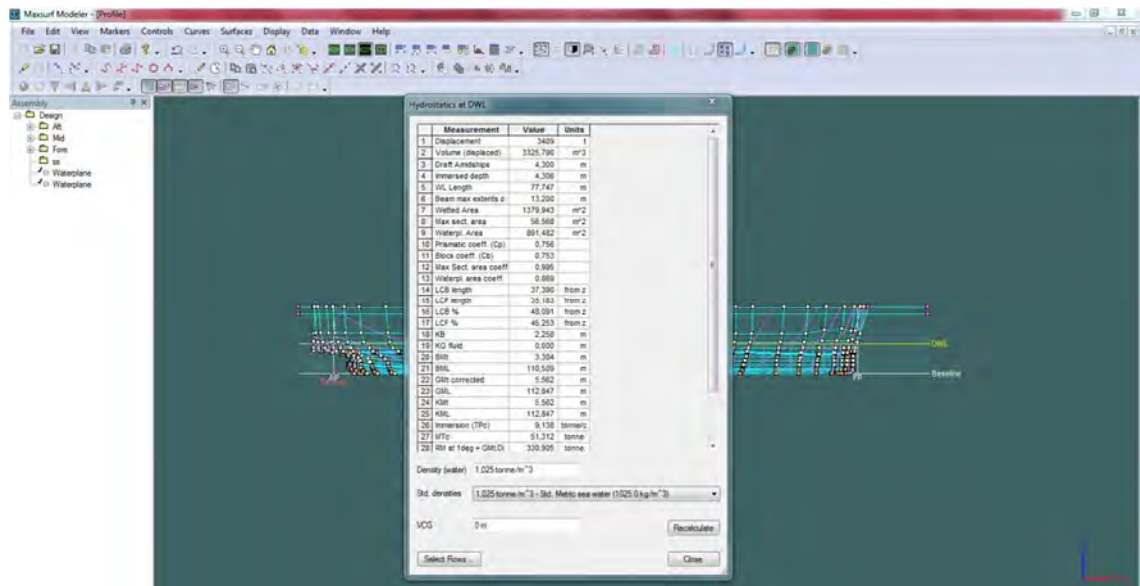 Maxsurf Modeler - [Profile]
File Edit View Markers Controls Curves Surfaces Display Data Window Help
Assembly
Design
Aft
Mid
Fore
ss
Waterplane
Waterplane
Hydrostatics at DWL
Measurement Value Units
1 Displacement 3409 t
2 Volume (displaced) 3325,790 m^3
3 Draft Amidships 4,300 m
4 Immersed depth 4,306 m
5 WL Length 77,747 m
6 Beam max extents o 13,200 m
7 Wetted Area 1379,943 m^2
8 Max sect. area 56,568 m^2
9 Waterpl. Area 891,482 m^2
10 Prismatic coeff. (Cp) 0,756
11 Block coeff. (Cb) 0,753
12 Max Sect. area coeff 0,995
13 Waterpl. area coeff. 0,869
14 LCB length 37,390 from z
15 LCF length 35,183 from z
16 LCB % 48,091 from z
17 LCF % 45,253 from z
18 KB 2,258 m
19 KG fluid 0,000 m
20 BMt 3,304 m
21 BML 110,589 m
22 GMt corrected 5,562 m
23 GML 112,847 m
24 KMt 5,562 m
25 KML 112,847 m
26 Immersion (TPc) 9,138 tonne/c
27 MTc 51,312 tonne
28 RM at 1deg = GMt.Di 330,905 tonne.
Density (water) 1,025 tonne/m^3
Std. densities 1,025 tonne/m^3 - Std. Metric sea water (1025.0 kg/m^3)
VCG 0 m
Recalculate
Select Rows ...
Close
DWL
Baseline
AP
FP